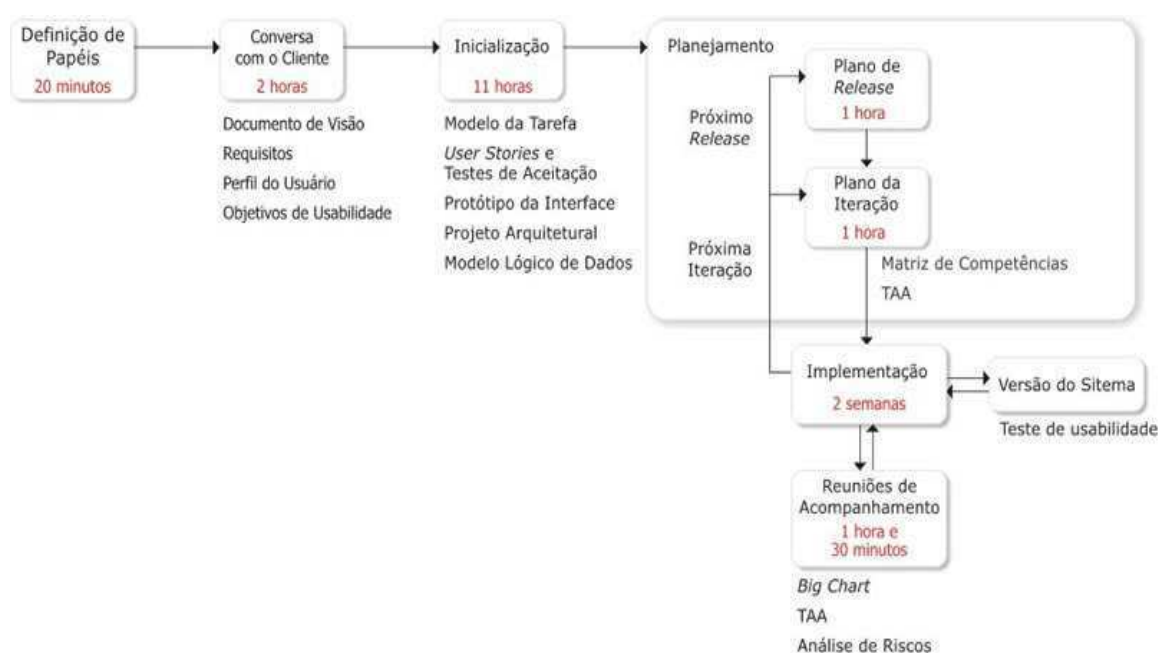 Definição de
Papéis
20 minutos
Conversa
com o Cliente
2 horas
Documento de Visão
Requisitos
Perfil do Usuário
Objetivos de Usabilidade
Inicialização
11 horas
Modelo da Tarefa
User Stories e
Testes de Aceitação
Protótipo da Interface
Projeto Arquitetural
Modelo Lógico de Dados
Planejamento
Plano de
Release
1 hora
Próximo
Release
Plano da
Iteração
1 hora
Próxima
Iteração
Matriz de Competências
TAA
Implementação
2 semanas
Versão do Sitema
Teste de usabilidade
Reuniões de
Acompanhamento
1 hora e
30 minutos
Big Chart
TAA
Análise de Riscos